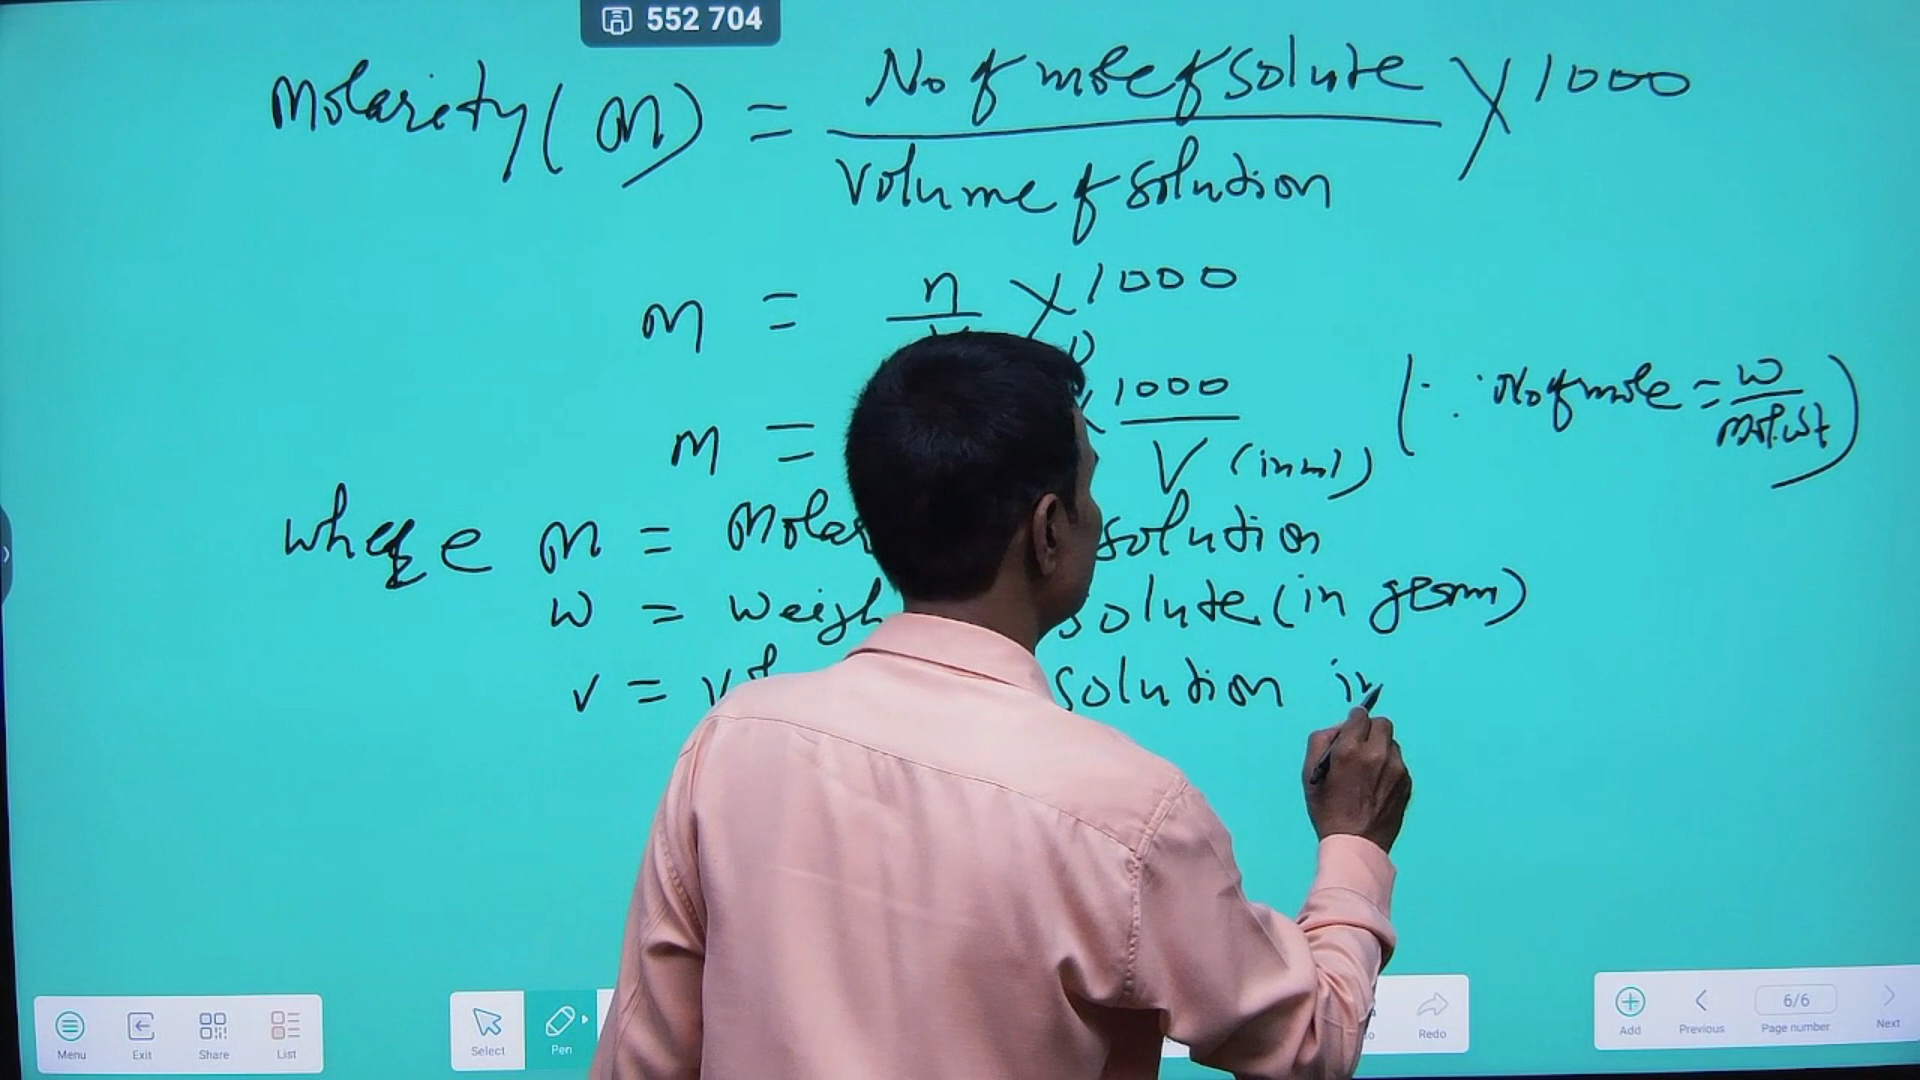 552 704
Molarity (M) = No of mole of solute / Volume of solution X 1000
M = n X 1000
M = 1000 / V (in ml) (∵ No of mole = w / mol.wt)
where M = solution
w = solute (in gram)
v = solution in
Menu Exit Share List Select Pen Redo Add Previous 6/6 Page number Next